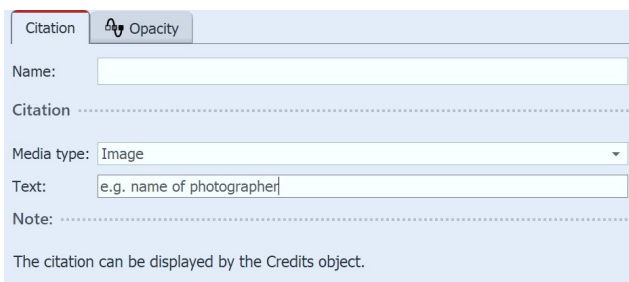 Citation Opacity
Name:
Citation
Media type: Image
Text: e.g. name of photographer
Note:
The citation can be displayed by the Credits object.